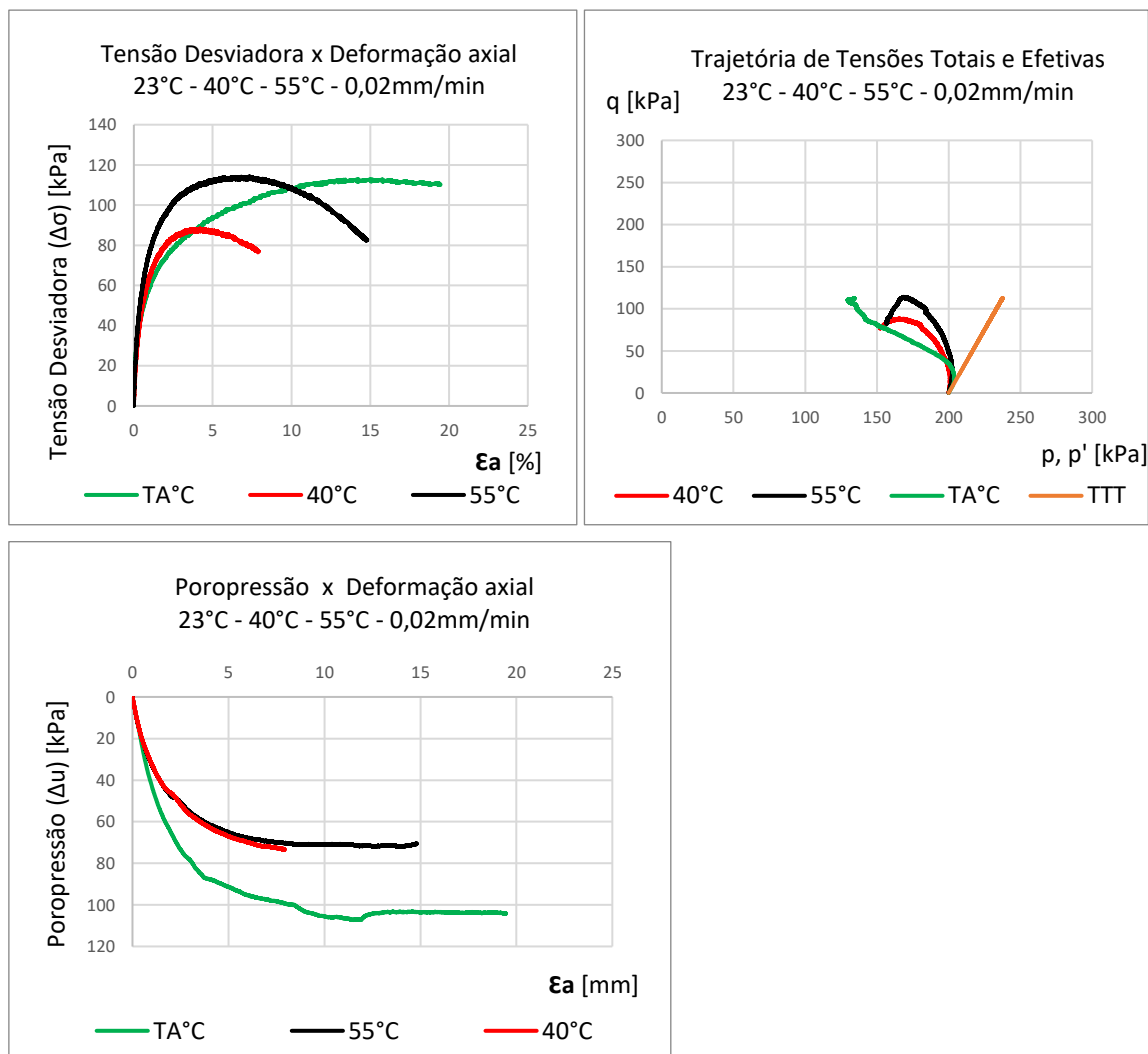 Tensão Desviadora x Deformação axial
23°C - 40°C - 55°C - 0,02mm/min
Tensão Desviadora (Δσ) [kPa]
140
120
100
80
60
40
20
0
0 5 10 15 20 25
εa [%]
TA°C 40°C 55°C
Trajetória de Tensões Totais e Efetivas
23°C - 40°C - 55°C - 0,02mm/min
q [kPa]
300
250
200
150
100
50
0
0 50 100 150 200 250 300
p, p' [kPa]
40°C 55°C TA°C TTT
Poropressão x Deformação axial
23°C - 40°C - 55°C - 0,02mm/min
0 5 10 15 20 25
Poropressão (Δu) [kPa]
0
20
40
60
80
100
120
εa [mm]
TA°C 55°C 40°C